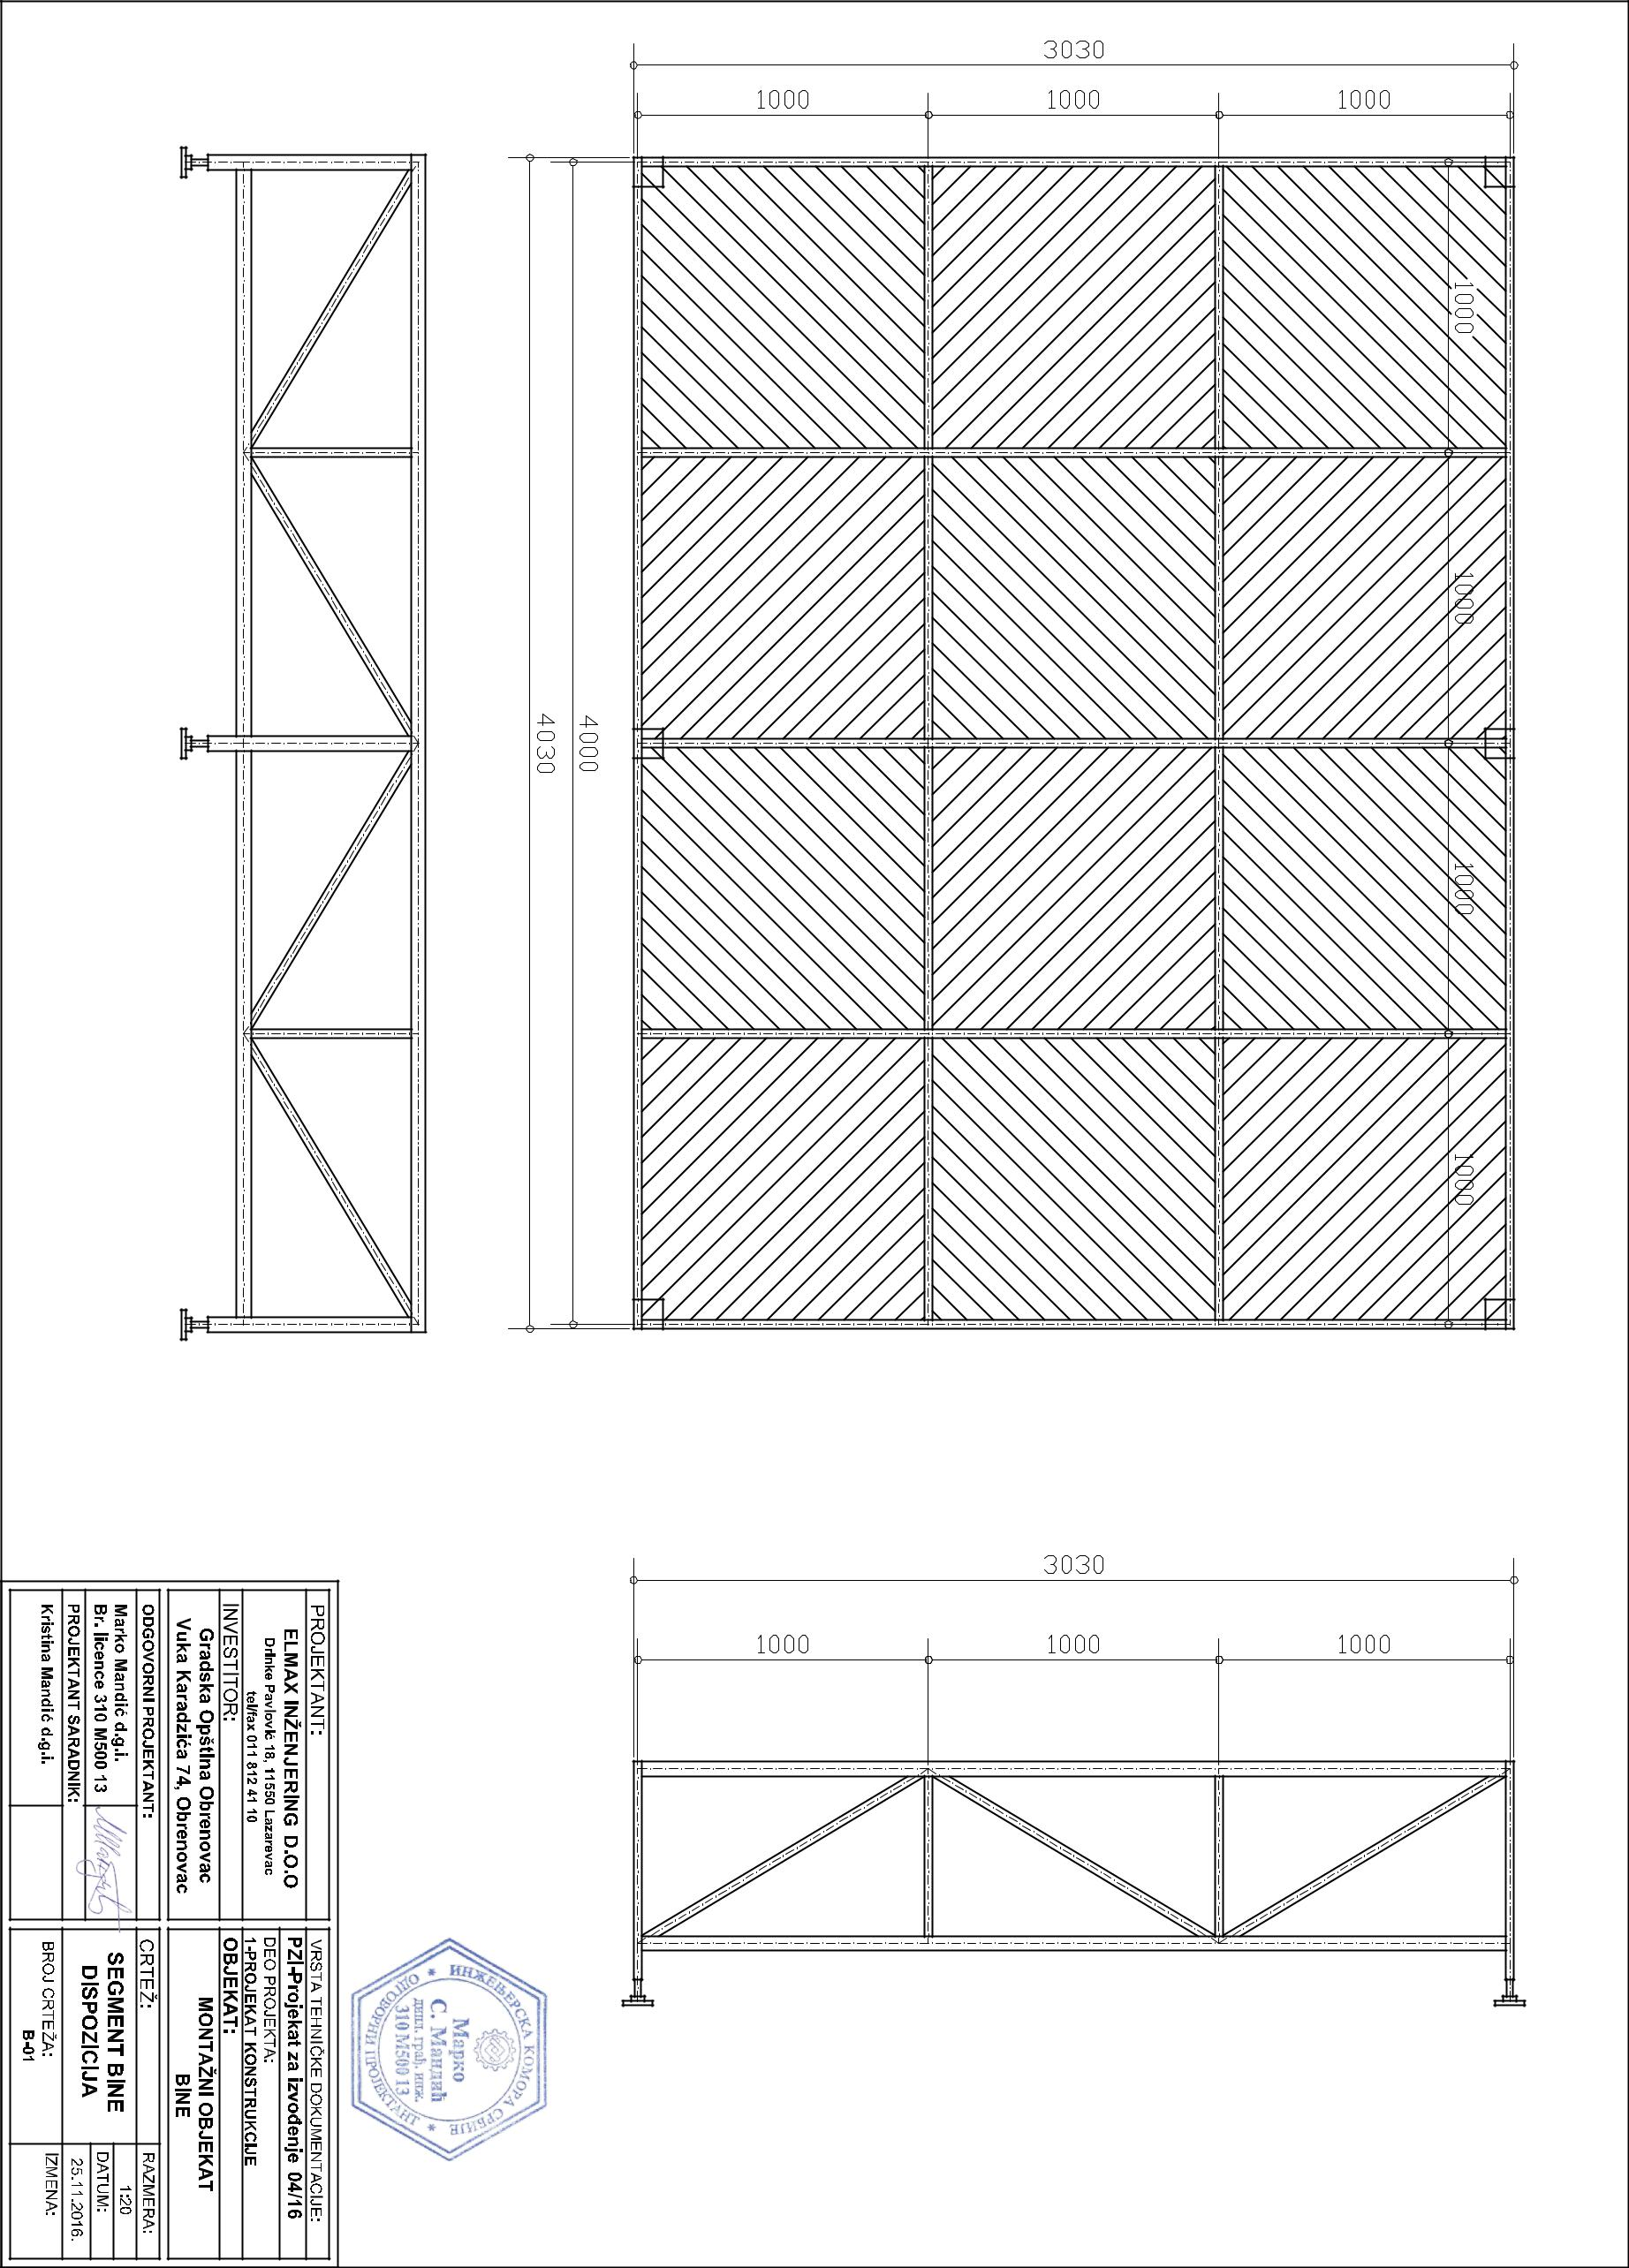 3030
1000
1000
1000
1000
1000
1000
1000
4000
4030
3030
1000
1000
1000
PROJEKTANT:
ELMAX INŽENJERING D.O.O
Drinke Pavlović 18, 11550 Lazarevac
tel/fax 011 812 41 10
INVESTITOR:
Gradska Opština Obrenovac
Vuka Karadzića 74, Obrenovac
ODGOVORNI PROJEKTANT:
Marko Mandić d.g.i.
Br. licence 310 M500 13
PROJEKTANT SARADNIK:
Kristina Mandić d.g.i.
VRSTA TEHNIČKE DOKUMENTACIJE:
PZI-Projekat za izvođenje 04/16
DEO PROJEKTA:
1-PROJEKAT KONSTRUKCIJE
OBJEKAT:
MONTAŽNI OBJEKAT
BINE
CRTEŽ:
SEGMENT BINE
DISPOZICIJA
BROJ CRTEŽA:
B-01
RAZMERA:
1:20
DATUM:
25.11.2016.
IZMENA:
ИНЖЕЊЕРСКА КОМОРА СРБИЈЕ
Марко
С. Мандић
дипл. грађ. инж.
310 М500 13
ОДГОВОРНИ ПРОЈЕКТАНТ